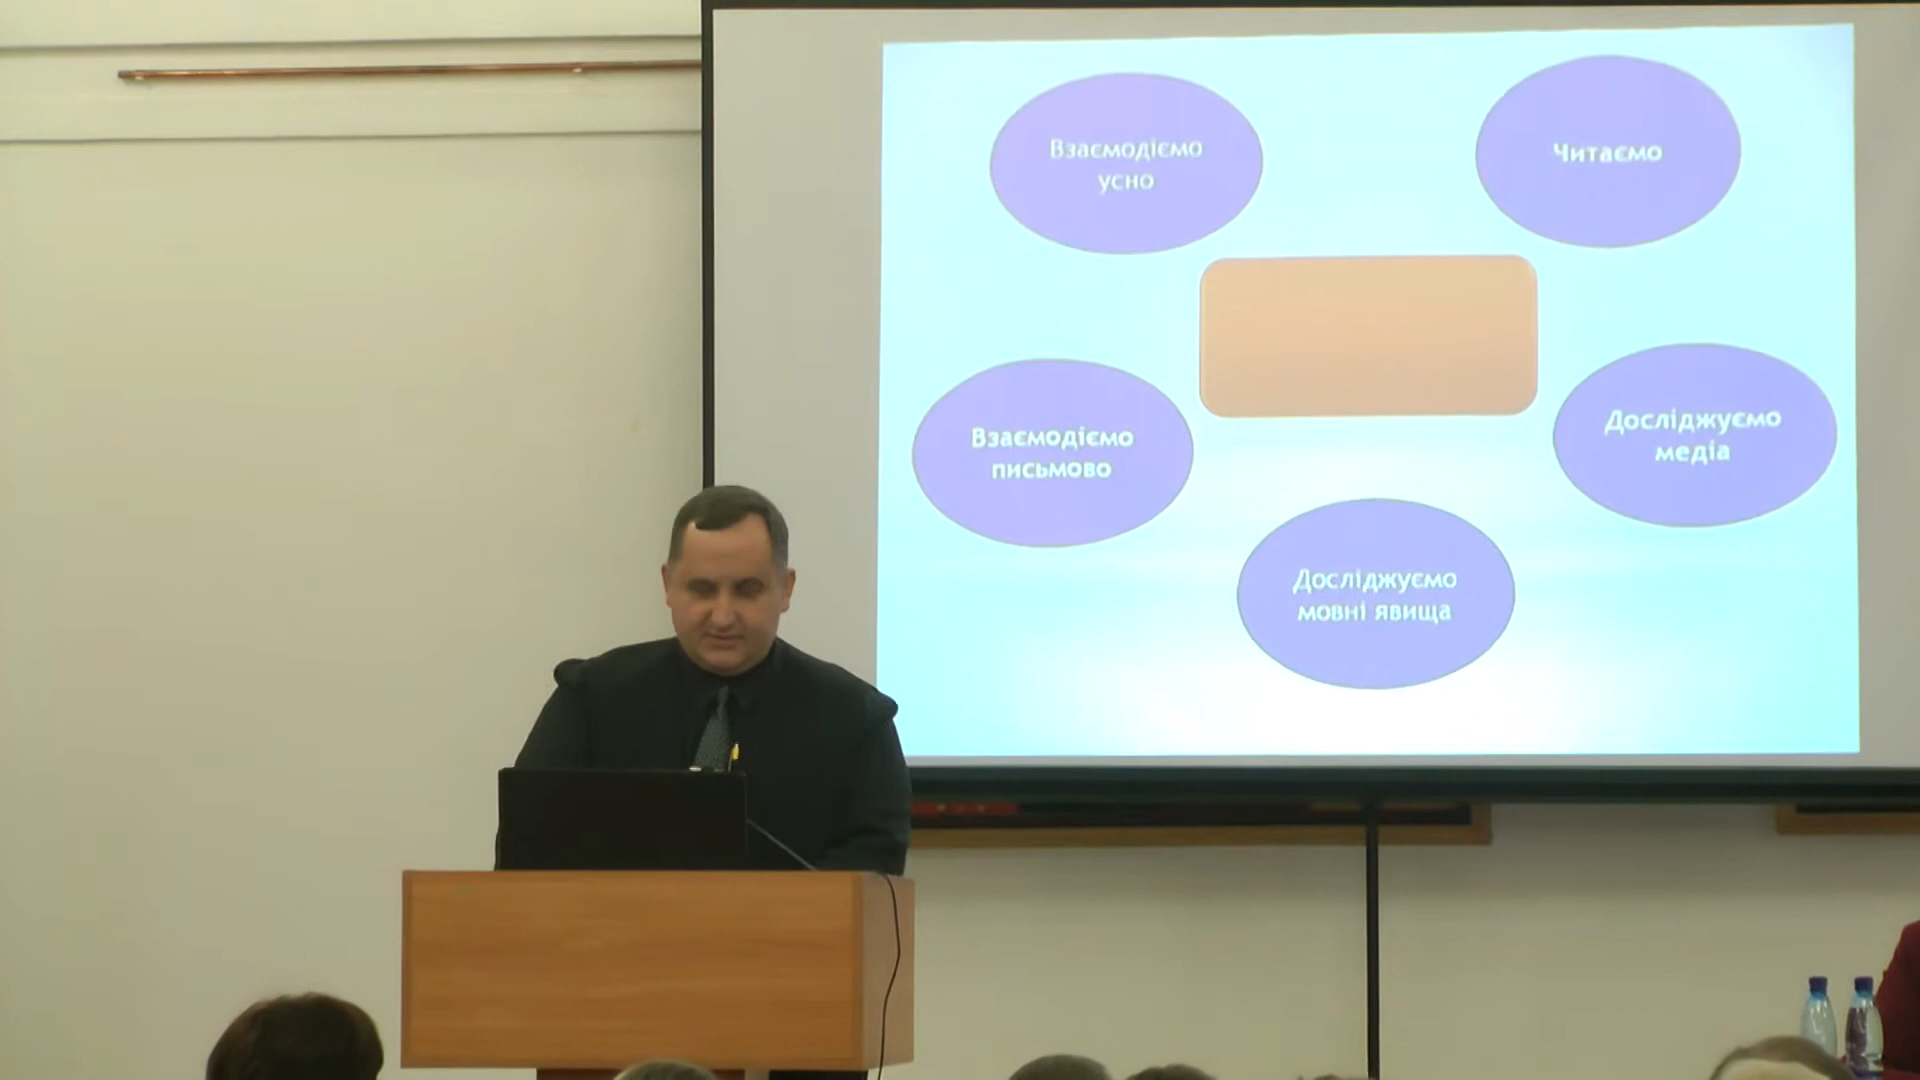 Взаємодіємо
усно
Читаємо
Взаємодіємо
письмово
Досліджуємо
медіа
Досліджуємо
мовні явища